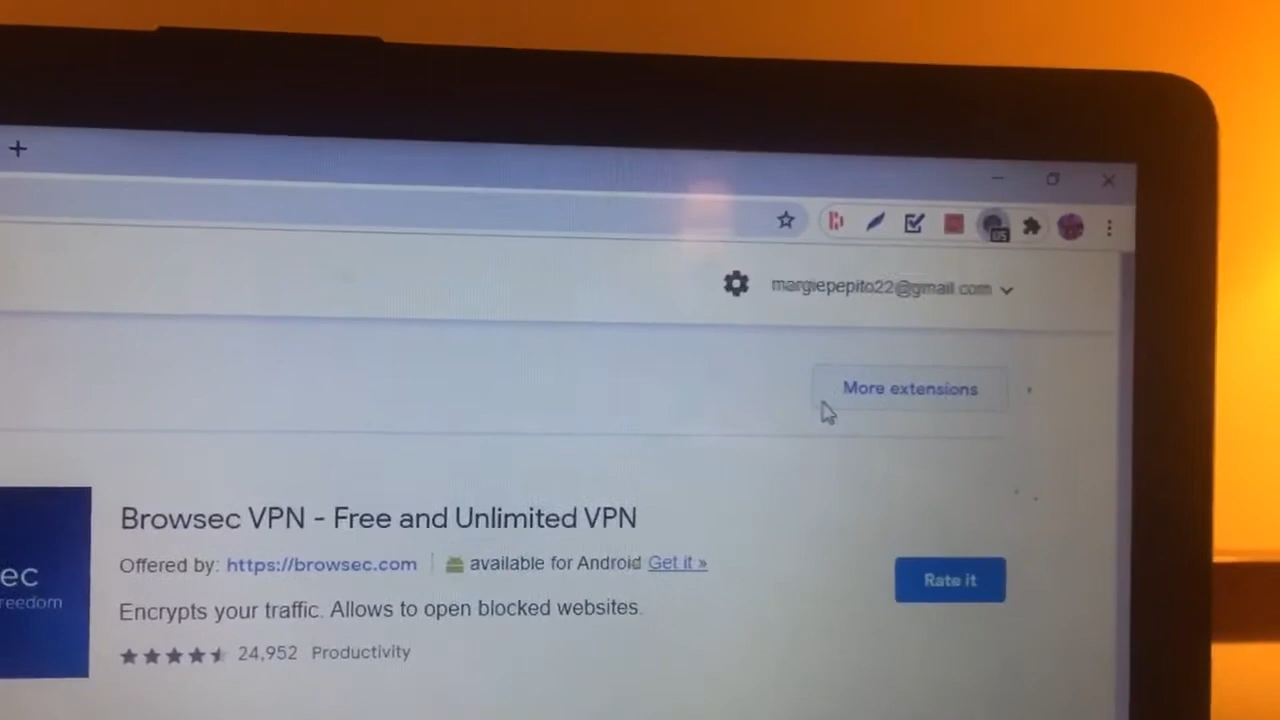 margiepepito22@gmail.com
More extensions
Browsec VPN - Free and Unlimited VPN
Offered by: https://browsec.com available for Android Get it »
ec
reedom
Rate it
Encrypts your traffic. Allows to open blocked websites.
24,952 Productivity